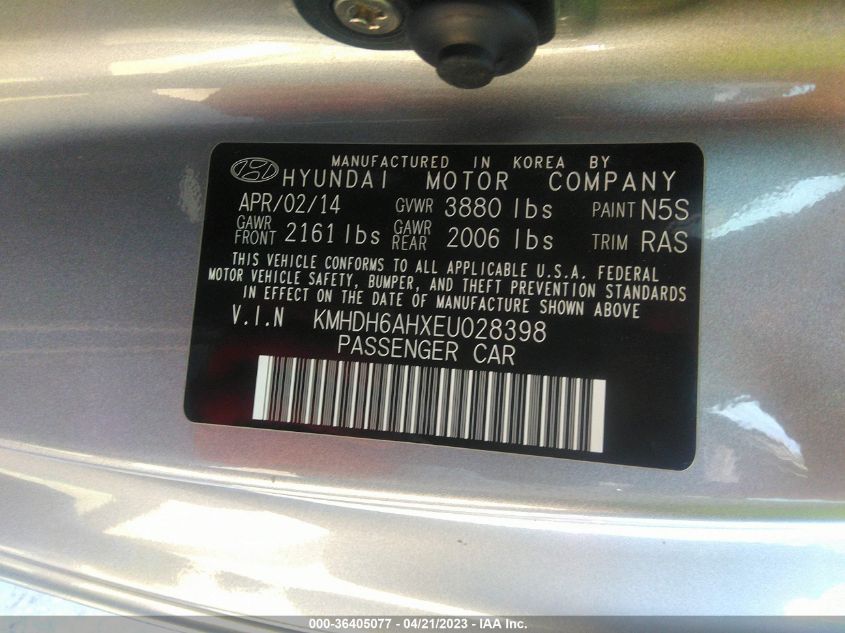 MANUFACTURED IN KOREA BY
HYUNDAI MOTOR COMPANY
APR/02/14 GVWR 3880 lbs PAINT N5S
GAWR FRONT 2161 lbs GAWR REAR 2006 lbs TRIM RAS
THIS VEHICLE CONFORMS TO ALL APPLICABLE U.S.A. FEDERAL
MOTOR VEHICLE SAFETY, BUMPER, AND THEFT PREVENTION STANDARDS
IN EFFECT ON THE DATE OF MANUFACTURE SHOWN ABOVE
V.I.N KMHDH6AHXEU028398
PASSENGER CAR
000-36405077 - 04/21/2023 - IAA Inc.